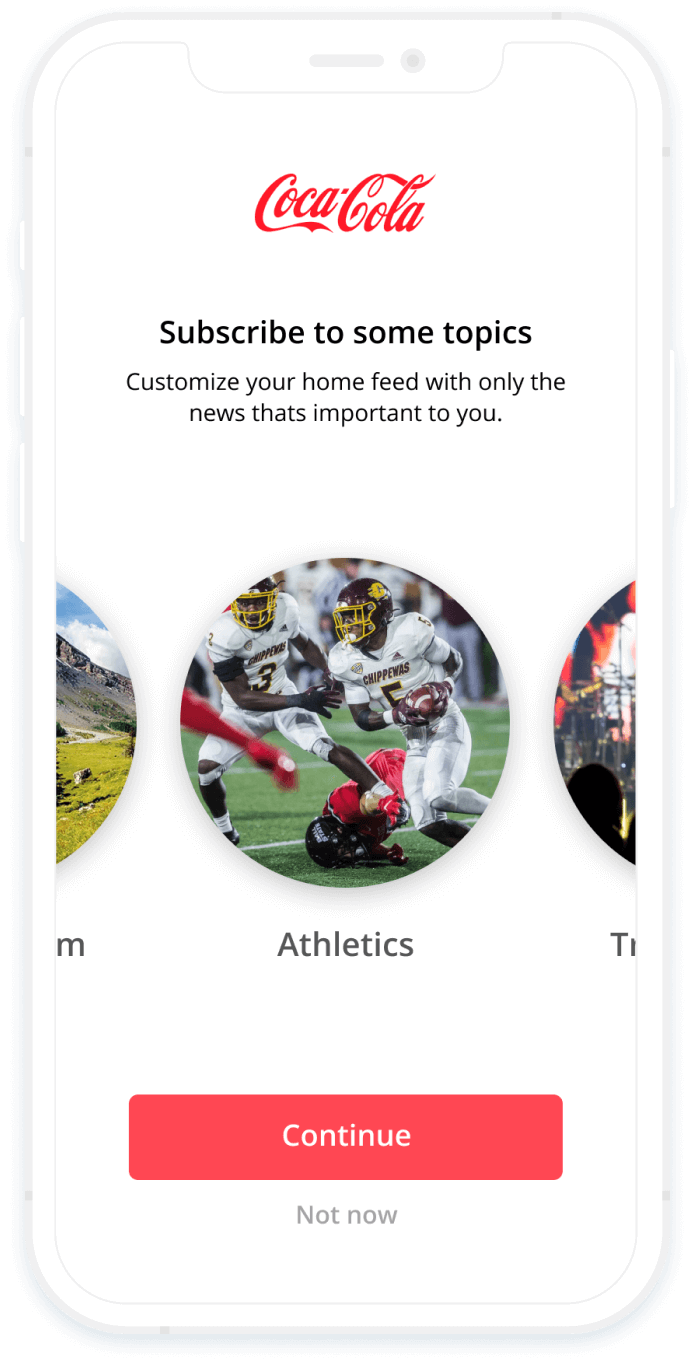 Coca-Cola
Subscribe to some topics
Customize your home feed with only the
news thats important to you.
CHIPPEWAS
3
CHIPPEWAS
5
m
Athletics
Tr
Continue
Not now